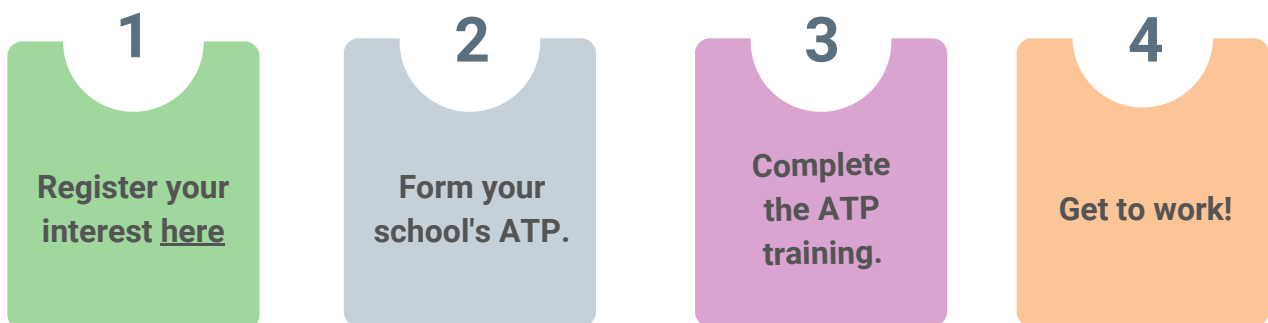 1
Register your
interest here
2
Form your
school's ATP.
3
Complete
the ATP
training.
4
Get to work!